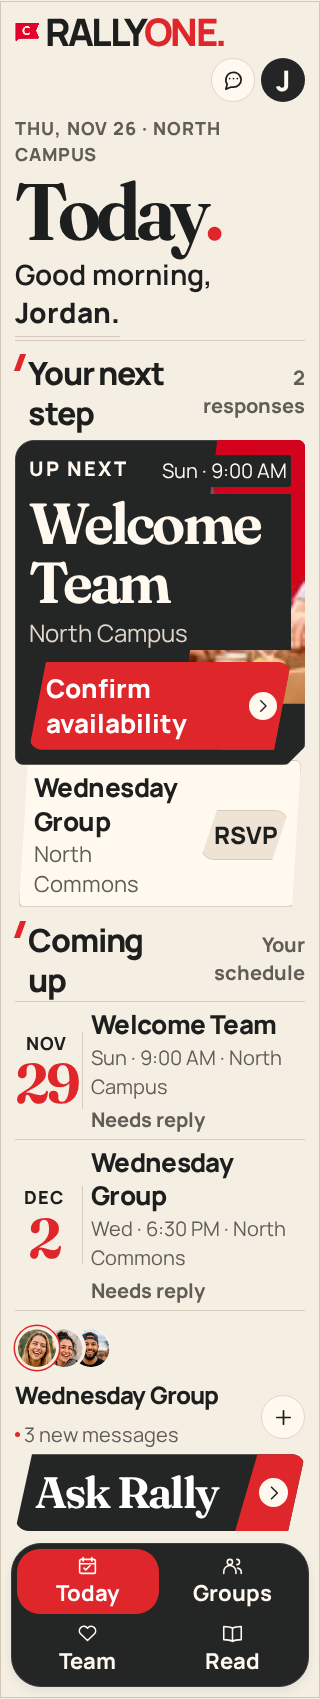 C RALLYONE.
J
THU, NOV 26 · NORTH
CAMPUS
Today.
Good morning,
Jordan.
Your next
step
2
responses
UP NEXT
Sun · 9:00 AM
Welcome
Team
North Campus
Confirm
availability
Wednesday
Group
North
Commons
RSVP
Coming
up
Your
schedule
NOV
29
Welcome Team
Sun · 9:00 AM · North
Campus
Needs reply
DEC
2
Wednesday
Group
Wed · 6:30 PM · North
Commons
Needs reply
Wednesday Group
3 new messages
Ask Rally
Today
Groups
Team
Read